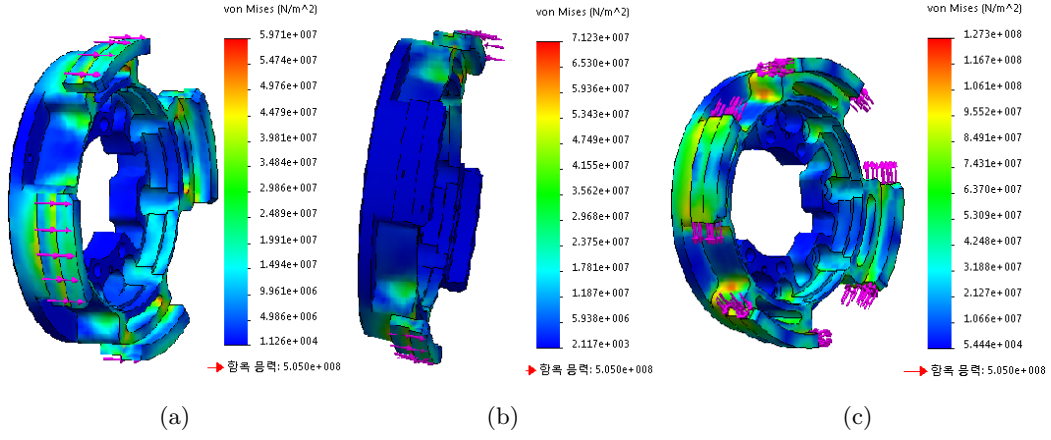 von Mises (N/m^2)
5.971e+007
5.474e+007
4.976e+007
4.479e+007
3.981e+007
3.484e+007
2.986e+007
2.489e+007
1.991e+007
1.494e+007
9.961e+006
4.986e+006
1.126e+004
항복 응력: 5.050e+008
(a)
von Mises (N/m^2)
7.123e+007
6.530e+007
5.936e+007
5.343e+007
4.749e+007
4.155e+007
3.562e+007
2.968e+007
2.375e+007
1.781e+007
1.187e+007
5.938e+006
2.117e+003
항복 응력: 5.050e+008
(b)
von Mises (N/m^2)
1.273e+008
1.167e+008
1.061e+008
9.552e+007
8.491e+007
7.431e+007
6.370e+007
5.309e+007
4.248e+007
3.188e+007
2.127e+007
1.067e+007
5.444e+004
항복 응력: 5.050e+008
(c)